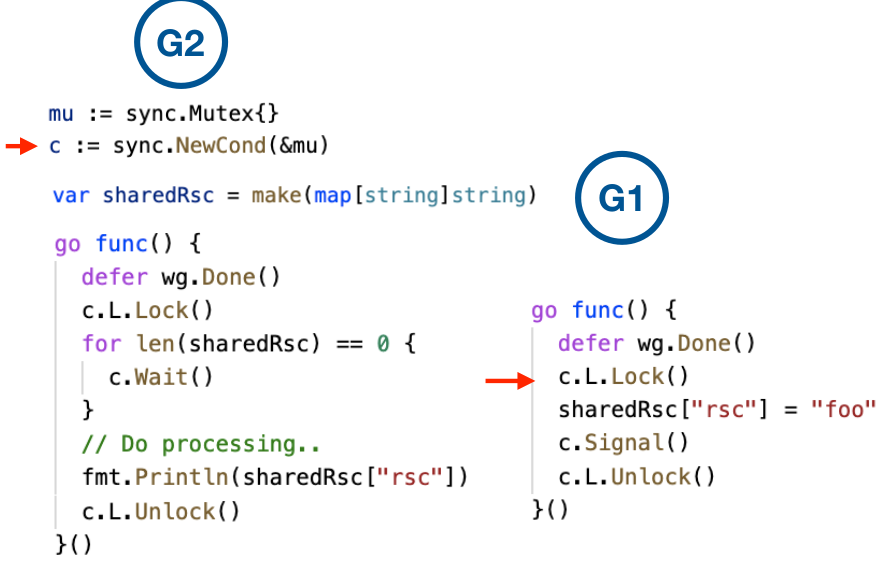 G2
mu := sync.Mutex{}
c := sync.NewCond(&mu)
var sharedRsc = make(map[string]string)
go func() {
defer wg.Done()
c.L.Lock()
for len(sharedRsc) == 0 {
c.Wait()
}
// Do processing..
fmt.Println(sharedRsc["rsc"])
c.L.Unlock()
}()
G1
go func() {
defer wg.Done()
c.L.Lock()
sharedRsc["rsc"] = "foo"
c.Signal()
c.L.Unlock()
}()